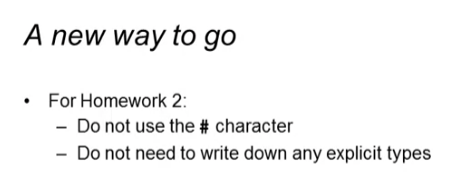 A new way to go
• For Homework 2:
– Do not use the # character
– Do not need to write down any explicit types